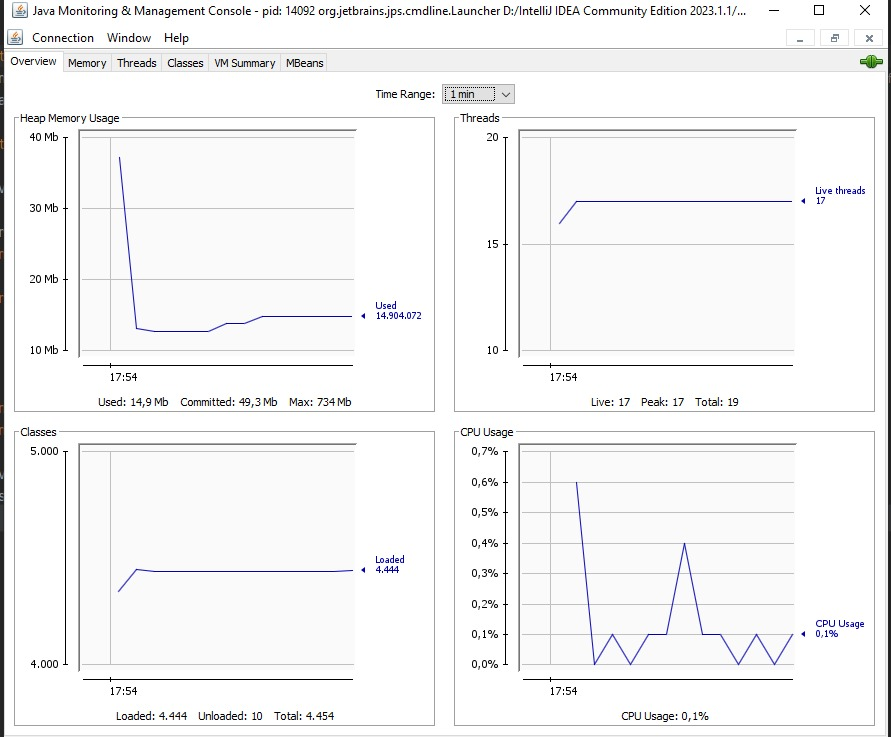 Java Monitoring & Management Console - pid: 14092 org.jetbrains.jps.cmdline.Launcher D:/IntelliJ IDEA Community Edition 2023.1.1/...
Connection Window Help
Overview Memory Threads Classes VM Summary MBeans
Time Range: 1 min
Heap Memory Usage
40 Mb
30 Mb
20 Mb
10 Mb
Used
14.904.072
17:54
Used: 14,9 Mb Committed: 49,3 Mb Max: 734 Mb
Threads
20
15
10
Live threads
17
17:54
Live: 17 Peak: 17 Total: 19
Classes
5.000
4.000
Loaded
4.444
17:54
Loaded: 4.444 Unloaded: 10 Total: 4.454
CPU Usage
0,7%
0,6%
0,5%
0,4%
0,3%
0,2%
0,1%
0,0%
CPU Usage
0,1%
17:54
CPU Usage: 0,1%